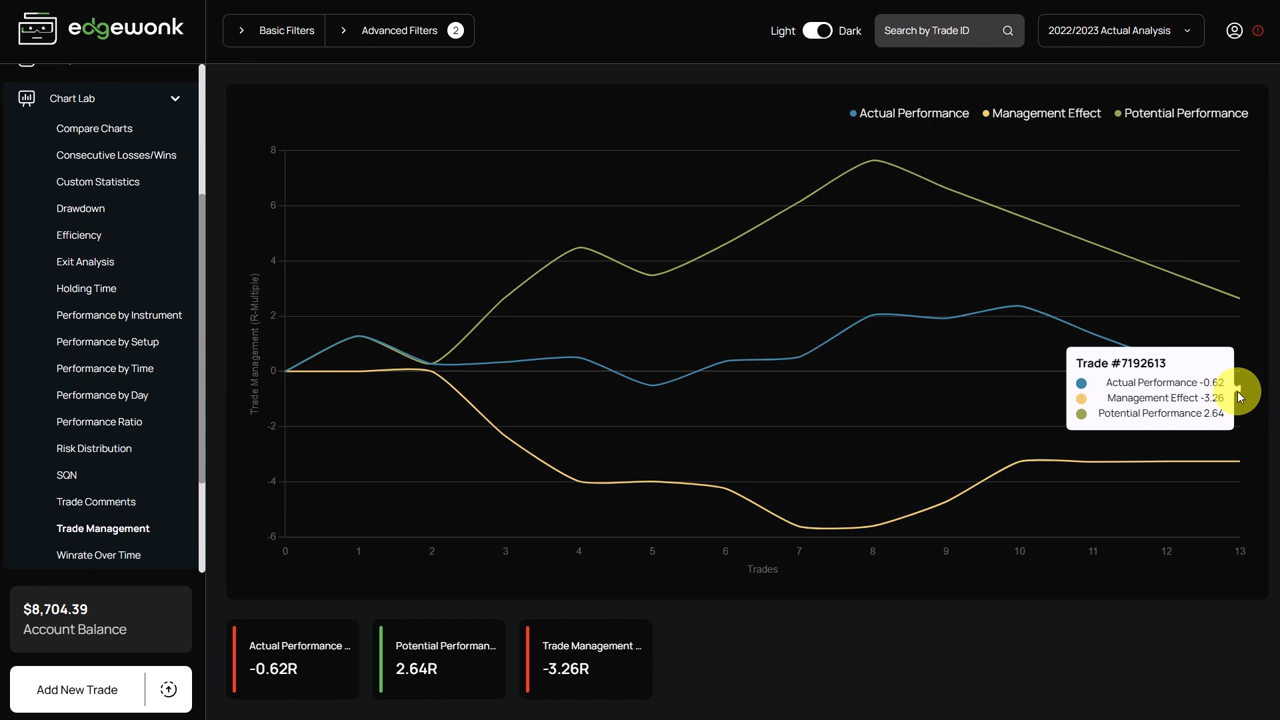 edgewonk
Basic Filters
Advanced Filters 2
Light Dark
Search by Trade ID
2022/2023 Actual Analysis
Chart Lab
Compare Charts
Consecutive Losses/Wins
Custom Statistics
Drawdown
Efficiency
Exit Analysis
Holding Time
Performance by Instrument
Performance by Setup
Performance by Time
Performance by Day
Performance Ratio
Risk Distribution
SQN
Trade Comments
Trade Management
Winrate Over Time
$8,704.39
Account Balance
Add New Trade
Actual Performance Management Effect Potential Performance
Trade Management (R-Multiple)
8
6
4
2
0
-2
-4
-6
0 1 2 3 4 5 6 7 8 9 10 11 12 13
Trades
Trade #7192613
Actual Performance -0.62
Management Effect -3.26
Potential Performance 2.64
Actual Performance ...
-0.62R
Potential Performan...
2.64R
Trade Management ...
-3.26R